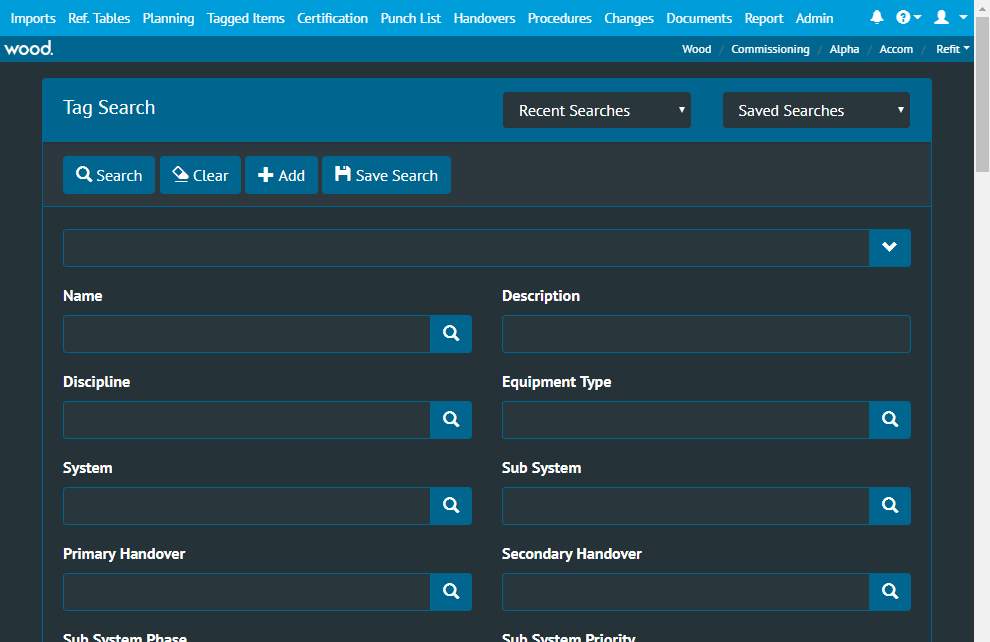 Imports Ref. Tables Planning Tagged Items Certification Punch List Handovers Procedures Changes Documents Report Admin
wood. Wood / Commissioning / Alpha / Accom / Refit
Tag Search Recent Searches Saved Searches
Search Clear Add Save Search
Name Description
Discipline Equipment Type
System Sub System
Primary Handover Secondary Handover
Sub System Phase Sub System Priority